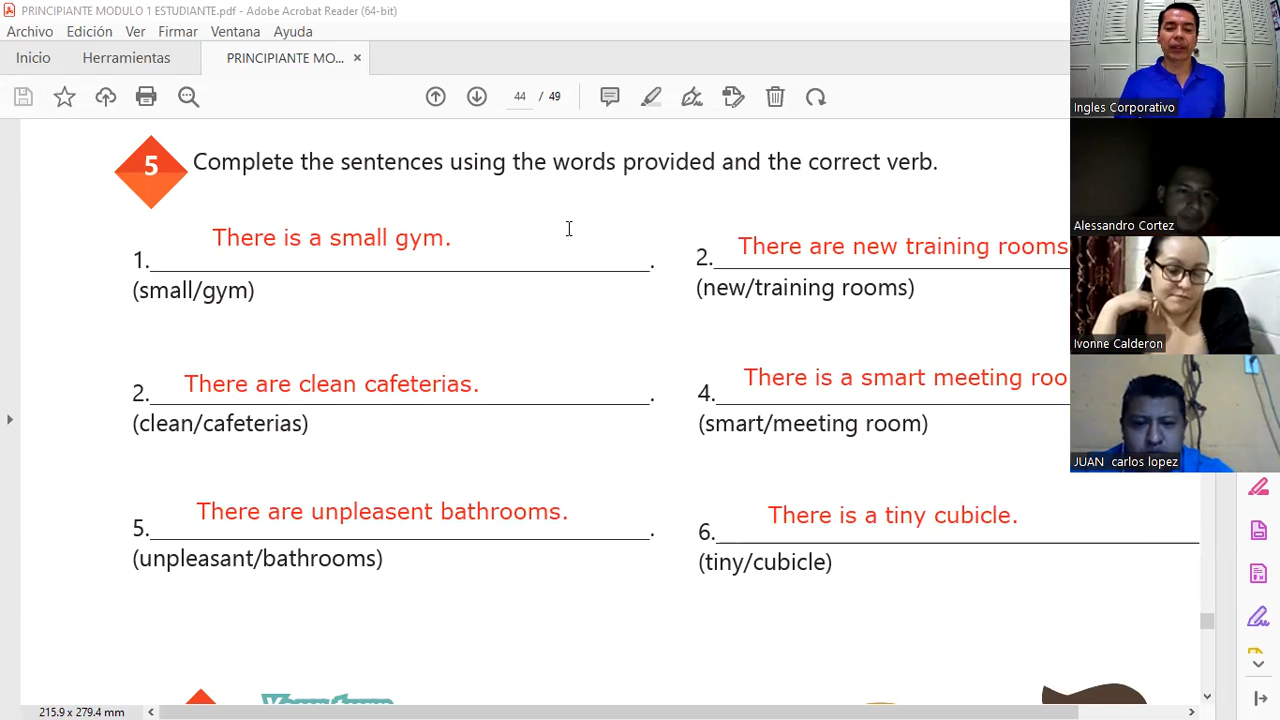 PRINCIPIANTE MODULO 1 ESTUDIANTE.pdf - Adobe Acrobat Reader (64-bit)
Archivo Edición Ver Firmar Ventana Ayuda
Inicio Herramientas PRINCIPIANTE MO... ×
44 / 49
5 Complete the sentences using the words provided and the correct verb.
There is a small gym.
1. .
(small/gym)
There are new training rooms
2.
(new/training rooms)
There are clean cafeterias.
2. .
(clean/cafeterias)
There is a smart meeting roo
4.
(smart/meeting room)
There are unpleasent bathrooms.
5. .
(unpleasant/bathrooms)
There is a tiny cubicle.
6.
(tiny/cubicle)
215.9 x 279.4 mm
Ingles Corporativo
Alessandro Cortez
Ivonne Calderon
JUAN carlos lopez